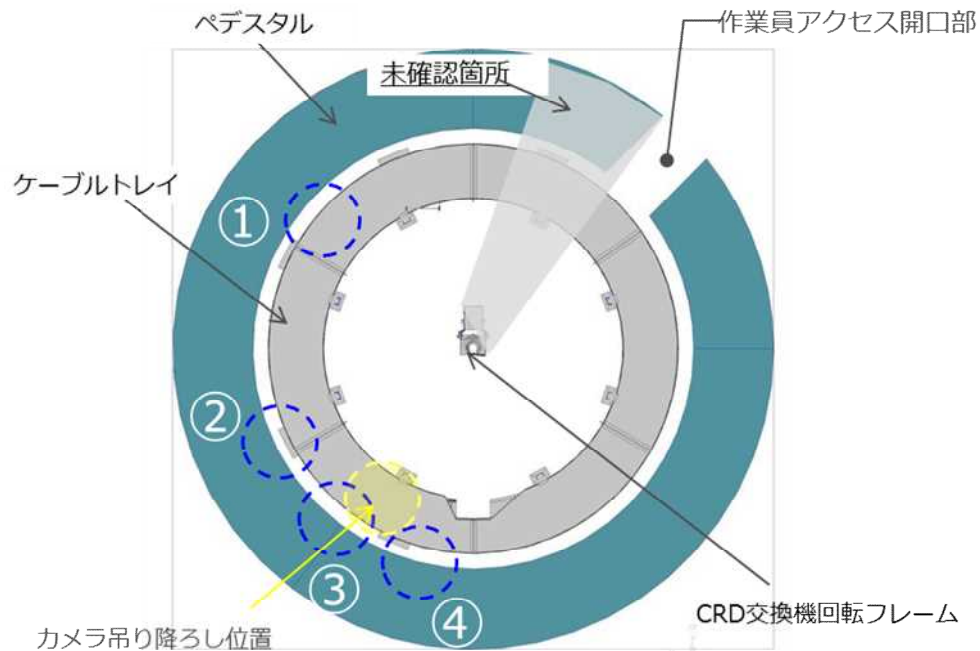 ペデスタル
作業員アクセス開口部
未確認箇所
ケーブルトレイ
①
②
③
④
CRD交換機回転フレーム
カメラ吊り降ろし位置